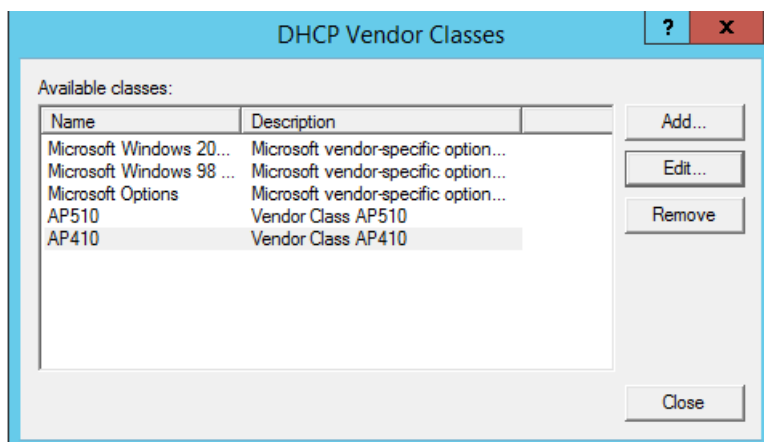 DHCP Vendor Classes
?
x
Available classes:
Name Description
Add...
Microsoft Windows 20... Microsoft vendor-specific option...
Microsoft Windows 98 ... Microsoft vendor-specific option...
Edit...
Microsoft Options Microsoft vendor-specific option...
AP510 Vendor Class AP510
Remove
AP410 Vendor Class AP410
Close